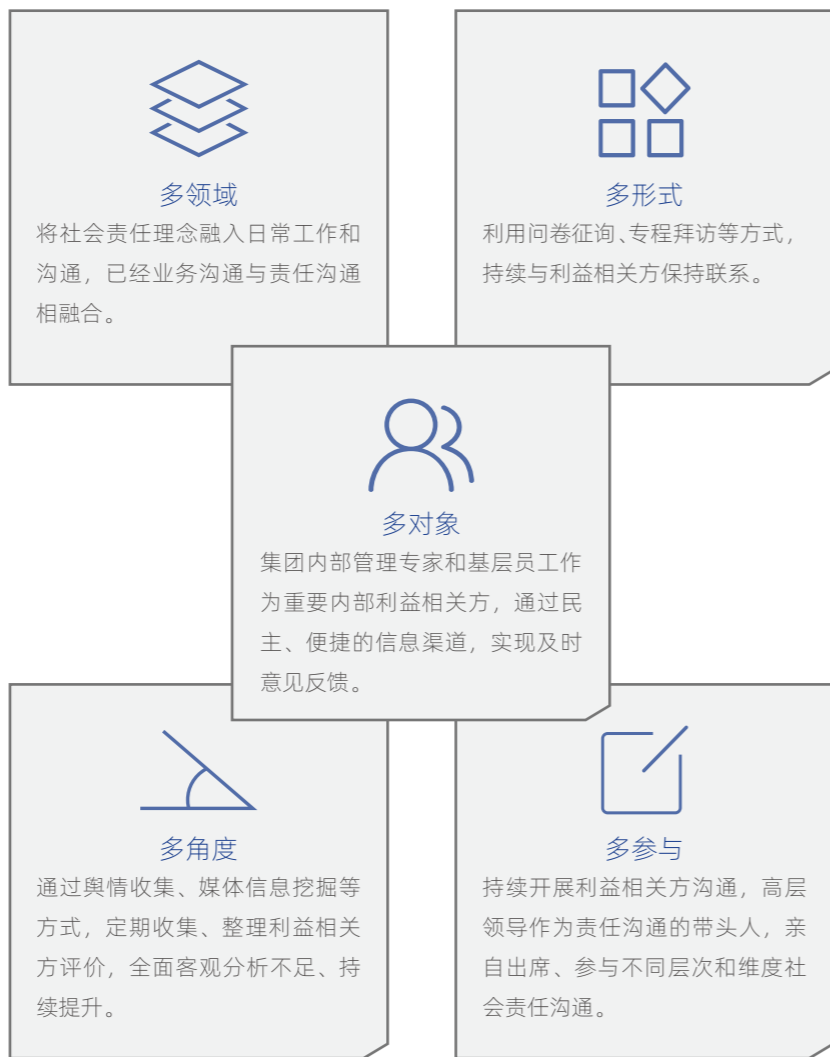 多领域
将社会责任理念融入日常工作和
沟通，已经业务沟通与责任沟通
相融合。
多形式
利用问卷征询、专程拜访等方式，
持续与利益相关方保持联系。
多对象
集团内部管理专家和基层员工作
为重要内部利益相关方，通过民
主、便捷的信息渠道，实现及时
意见反馈。
多角度
通过舆情收集、媒体信息挖掘等
方式，定期收集、整理利益相关
方评价，全面客观分析不足、持
续提升。
多参与
持续开展利益相关方沟通，高层
领导作为责任沟通的带头人，亲
自出席、参与不同层次和维度社
会责任沟通。